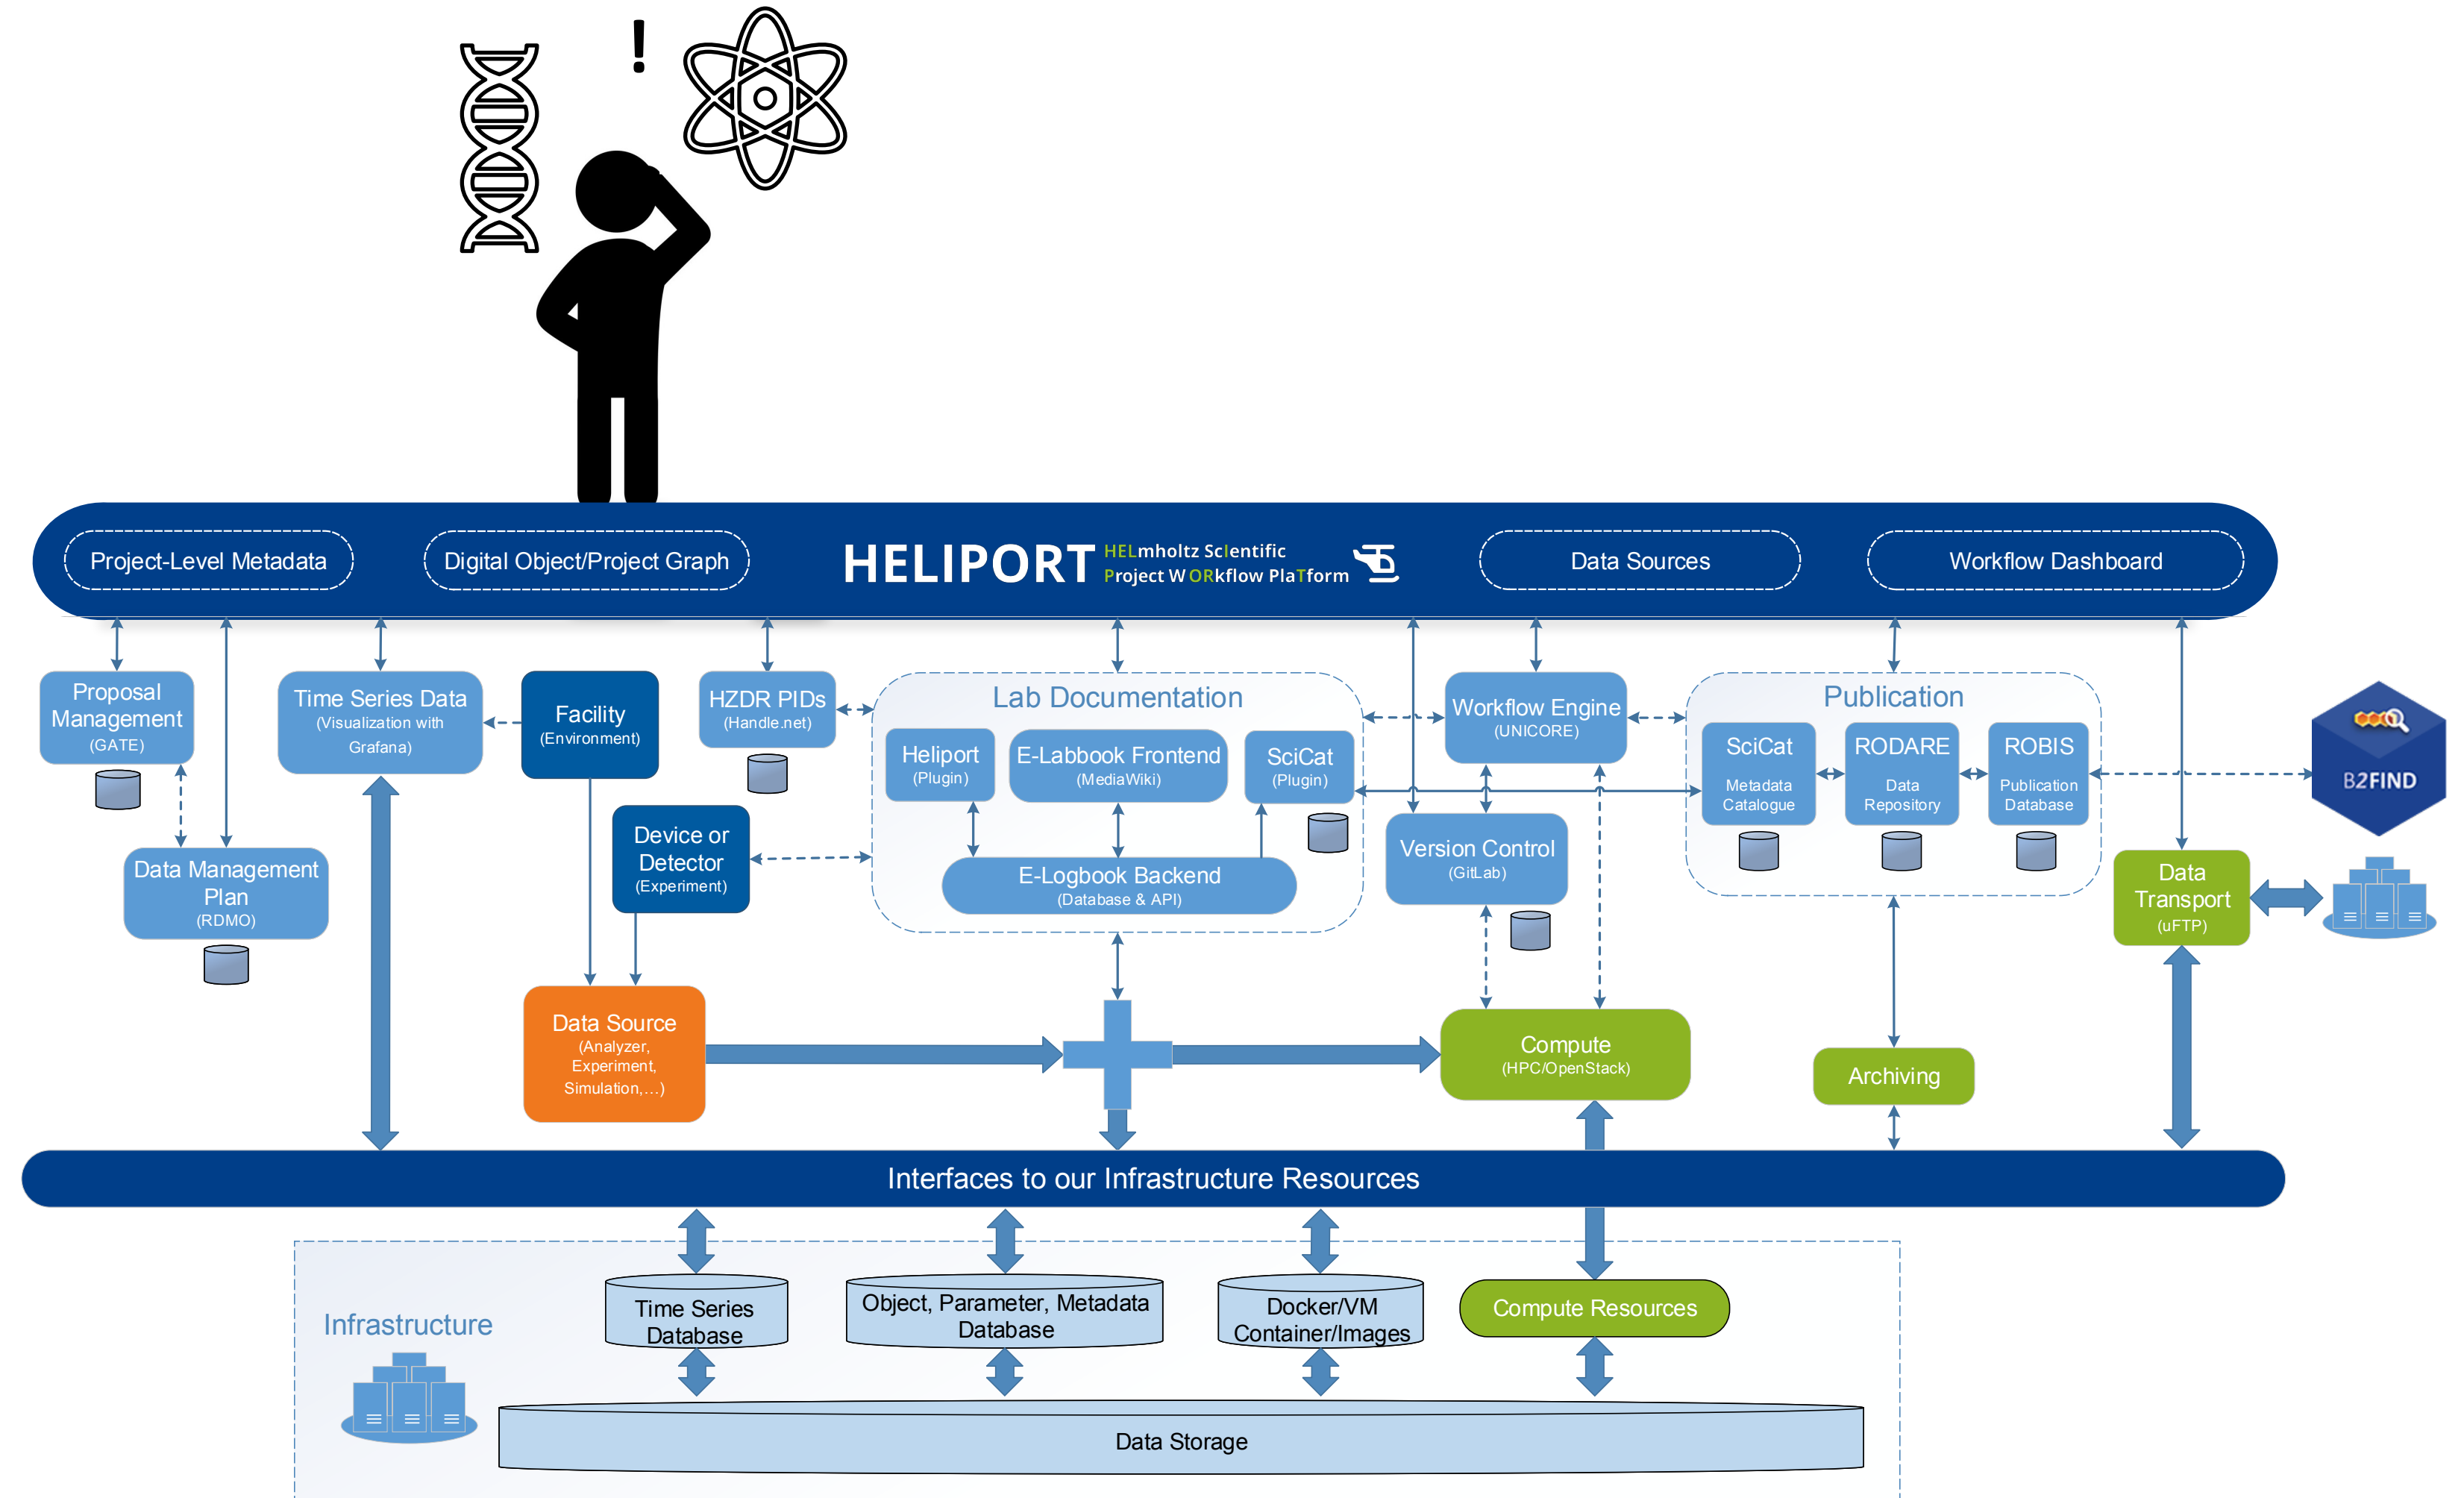 !
Project-Level Metadata
Digital Object/Project Graph
HELIPORT
HELmholtz ScIentific
Project WORkflow PlaTform
Data Sources
Workflow Dashboard
Proposal
Management
(GATE)
Data Management
Plan
(RDMO)
Time Series Data
(Visualization with
Grafana)
Facility
(Environment)
Device or
Detector
(Experiment)
HZDR PIDs
(Handle.net)
Lab Documentation
Heliport
(Plugin)
E-Labbook Frontend
(MediaWiki)
SciCat
(Plugin)
E-Logbook Backend
(Database & API)
Workflow Engine
(UNICORE)
Version Control
(GitLab)
Publication
SciCat
Metadata
Catalogue
RODARE
Data
Repository
ROBIS
Publication
Database
B2FIND
Data
Transport
(uFTP)
Data Source
(Analyzer,
Experiment,
Simulation,…)
Compute
(HPC/OpenStack)
Archiving
Interfaces to our Infrastructure Resources
Infrastructure
Time Series
Database
Object, Parameter, Metadata
Database
Docker/VM
Container/Images
Compute Resources
Data Storage